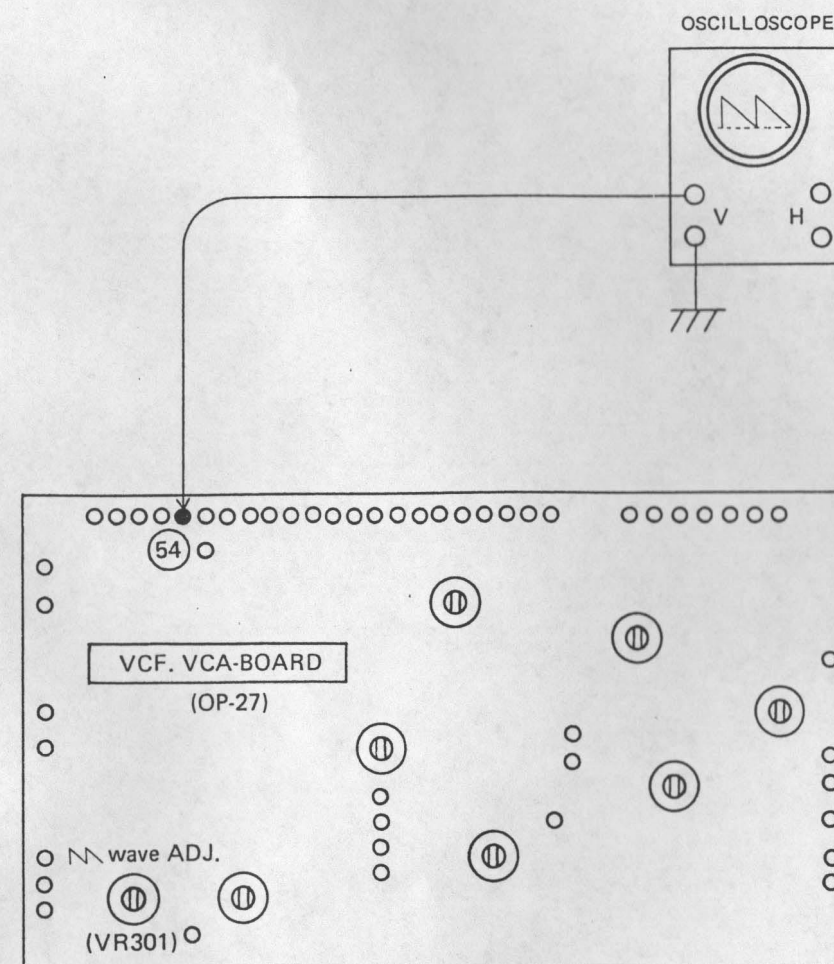 OSCILLOSCOPE
V H
54
VCF. VCA-BOARD
(OP-27)
wave ADJ.
(VR301)